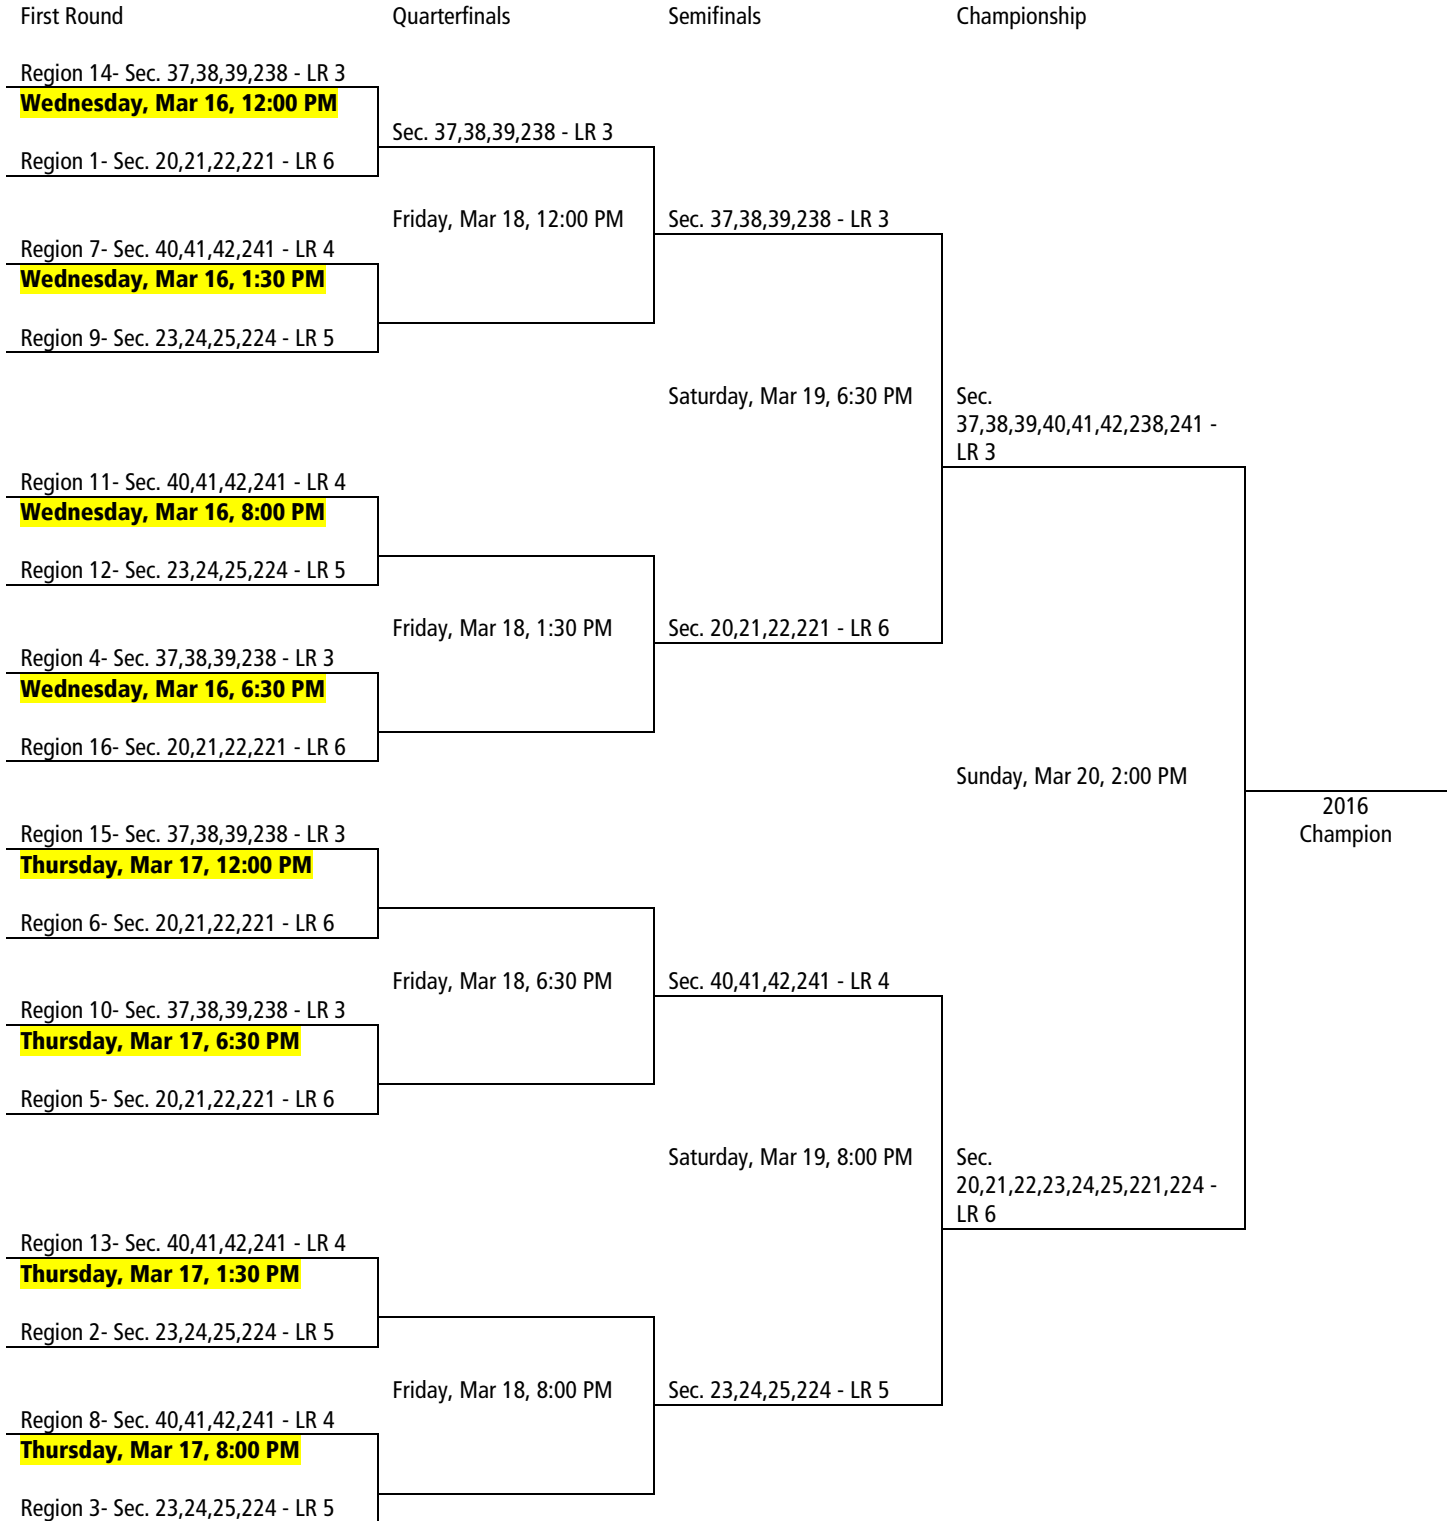 First Round
Quarterfinals
Semifinals
Championship
Region 14- Sec. 37,38,39,238 - LR 3
Wednesday, Mar 16, 12:00 PM
Sec. 37,38,39,238 - LR 3
Region 1- Sec. 20,21,22,221 - LR 6
Friday, Mar 18, 12:00 PM
Sec. 37,38,39,238 - LR 3
Region 7- Sec. 40,41,42,241 - LR 4
Wednesday, Mar 16, 1:30 PM
Region 9- Sec. 23,24,25,224 - LR 5
Saturday, Mar 19, 6:30 PM
Sec.
37,38,39,40,41,42,238,241 -
LR 3
Region 11- Sec. 40,41,42,241 - LR 4
Wednesday, Mar 16, 8:00 PM
Region 12- Sec. 23,24,25,224 - LR 5
Friday, Mar 18, 1:30 PM
Sec. 20,21,22,221 - LR 6
Region 4- Sec. 37,38,39,238 - LR 3
Wednesday, Mar 16, 6:30 PM
Region 16- Sec. 20,21,22,221 - LR 6
Sunday, Mar 20, 2:00 PM
2016
Champion
Region 15- Sec. 37,38,39,238 - LR 3
Thursday, Mar 17, 12:00 PM
Region 6- Sec. 20,21,22,221 - LR 6
Friday, Mar 18, 6:30 PM
Sec. 40,41,42,241 - LR 4
Region 10- Sec. 37,38,39,238 - LR 3
Thursday, Mar 17, 6:30 PM
Region 5- Sec. 20,21,22,221 - LR 6
Saturday, Mar 19, 8:00 PM
Sec.
20,21,22,23,24,25,221,224 -
LR 6
Region 13- Sec. 40,41,42,241 - LR 4
Thursday, Mar 17, 1:30 PM
Region 2- Sec. 23,24,25,224 - LR 5
Friday, Mar 18, 8:00 PM
Sec. 23,24,25,224 - LR 5
Region 8- Sec. 40,41,42,241 - LR 4
Thursday, Mar 17, 8:00 PM
Region 3- Sec. 23,24,25,224 - LR 5